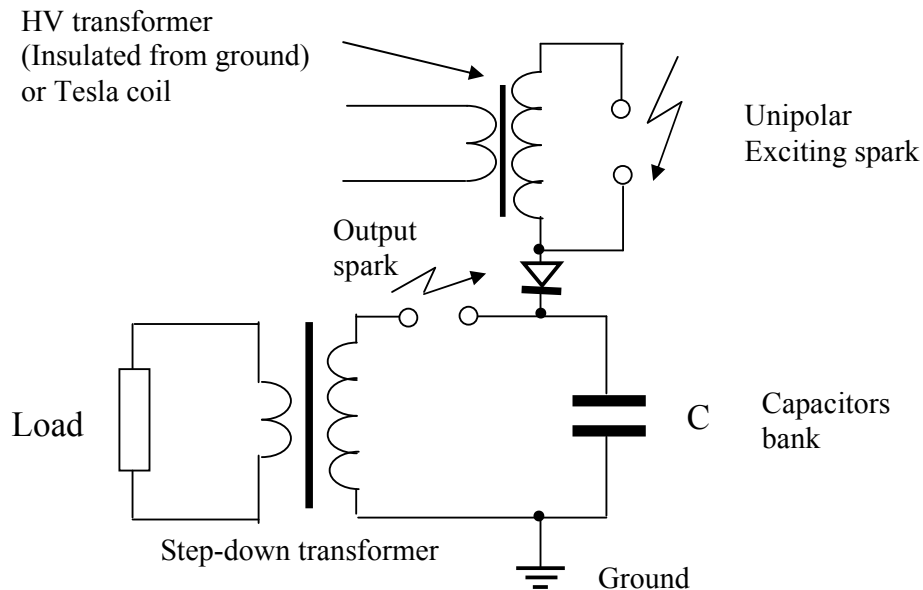 HV transformer
(Insulated from ground)
or Tesla coil
Unipolar
Exciting spark
Output
spark
Load
C
Capacitors
bank
Step-down transformer
Ground